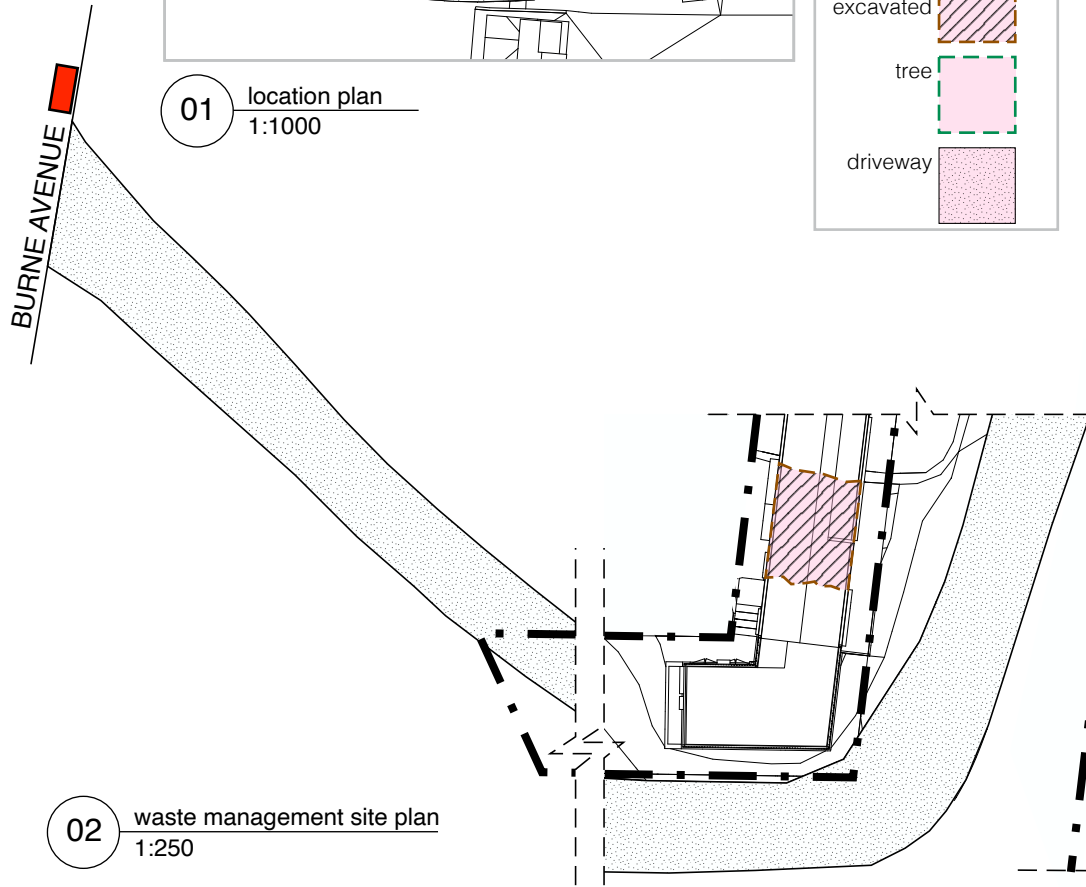 excavated
tree
driveway
01
location plan
1:1000
BURNE AVENUE
02
waste management site plan
1:250